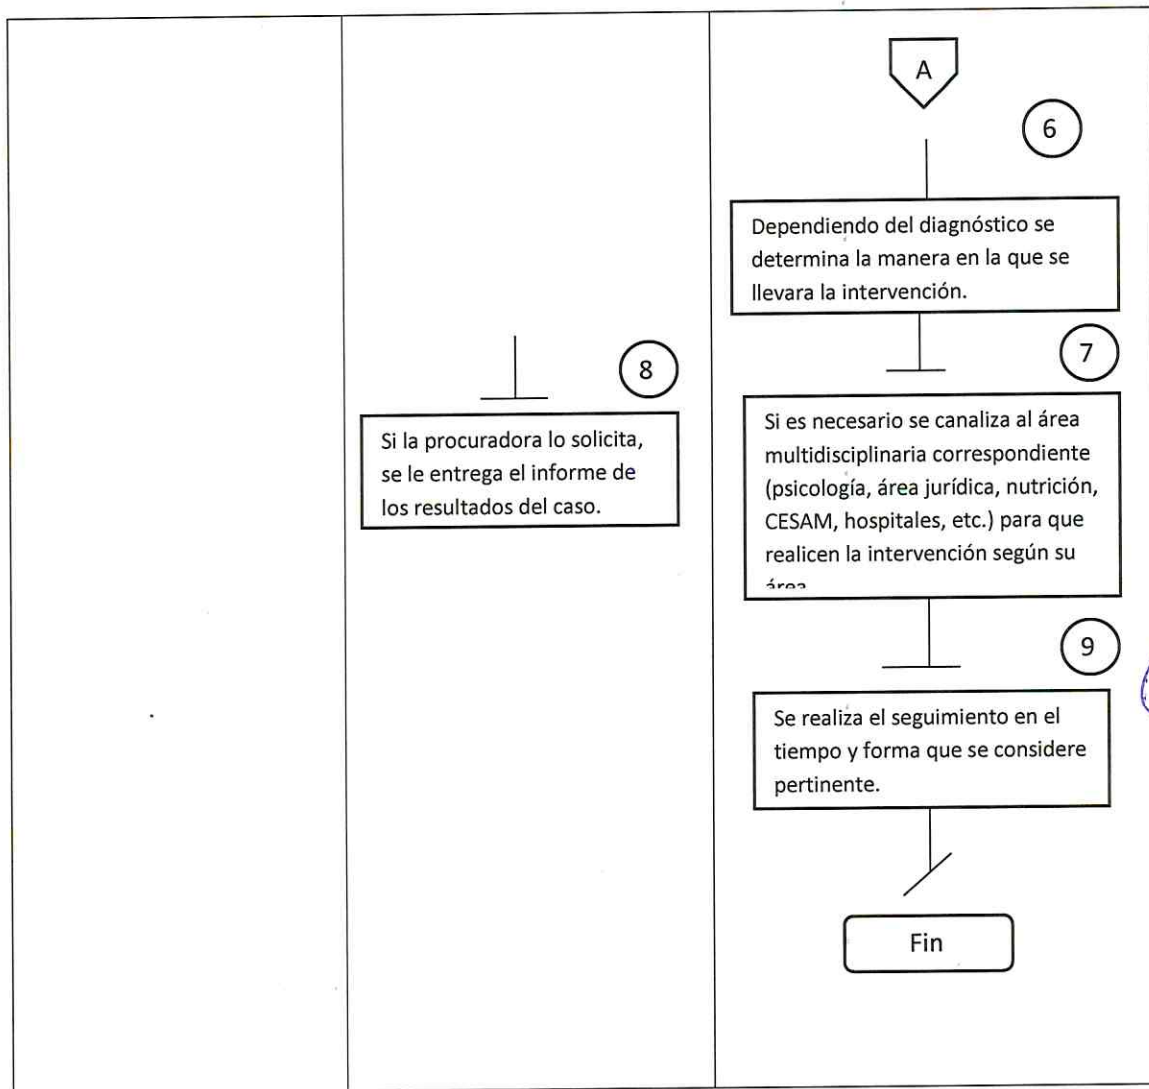 A
6
Dependiendo del diagnóstico se
determina la manera en la que se
llevara la intervención.
7
Si es necesario se canaliza al área
multidisciplinaria correspondiente
(psicología, área jurídica, nutrición,
CESAM, hospitales, etc.) para que
realicen la intervención según su
área
8
Si la procuradora lo solicita,
se le entrega el informe de
los resultados del caso.
9
Se realiza el seguimiento en el
tiempo y forma que se considere
pertinente.
Fin